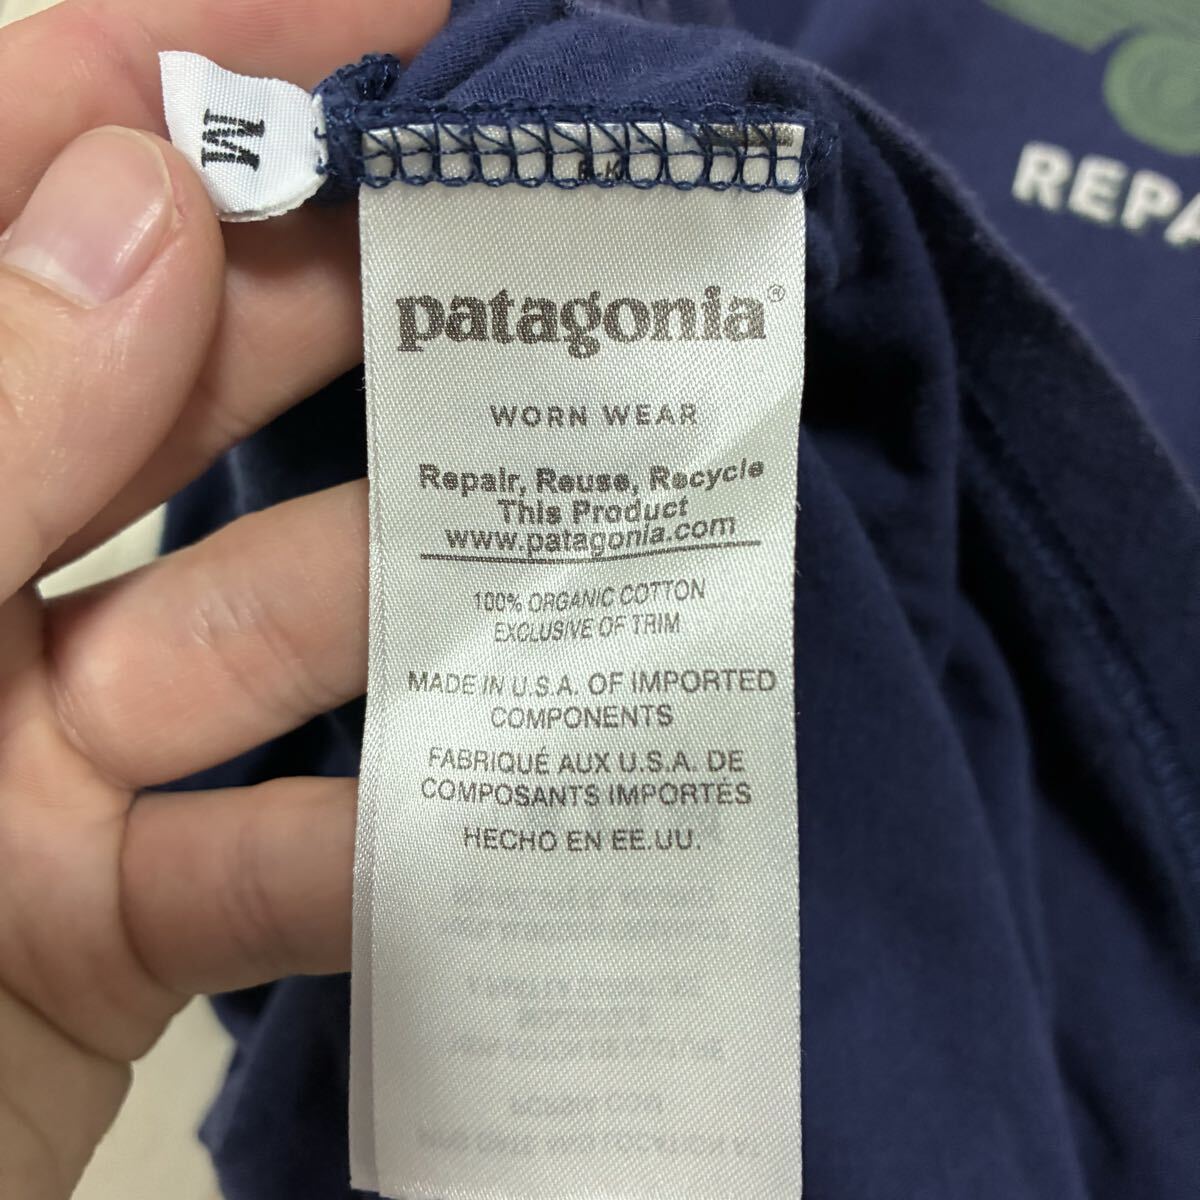 M
REPA
patagonia®
WORN WEAR
Repair, Reuse, Recycle
This Product
www.patagonia.com
100% ORGANIC COTTON
EXCLUSIVE OF TRIM
MADE IN U.S.A. OF IMPORTED
COMPONENTS
FABRIQUÉ AUX U.S.A. DE
COMPOSANTS IMPORTÉS
HECHO EN EE.UU.